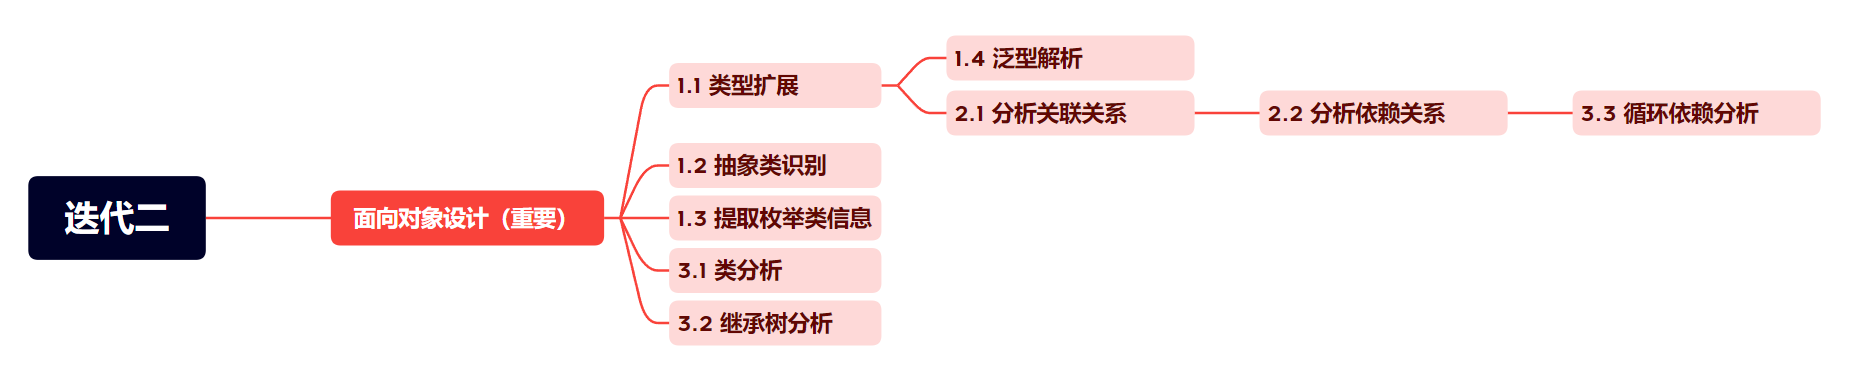 迭代二
面向对象设计（重要）
1.1 类型扩展
1.4 泛型解析
2.1 分析关联关系
2.2 分析依赖关系
3.3 循环依赖分析
1.2 抽象类识别
1.3 提取枚举类信息
3.1 类分析
3.2 继承树分析